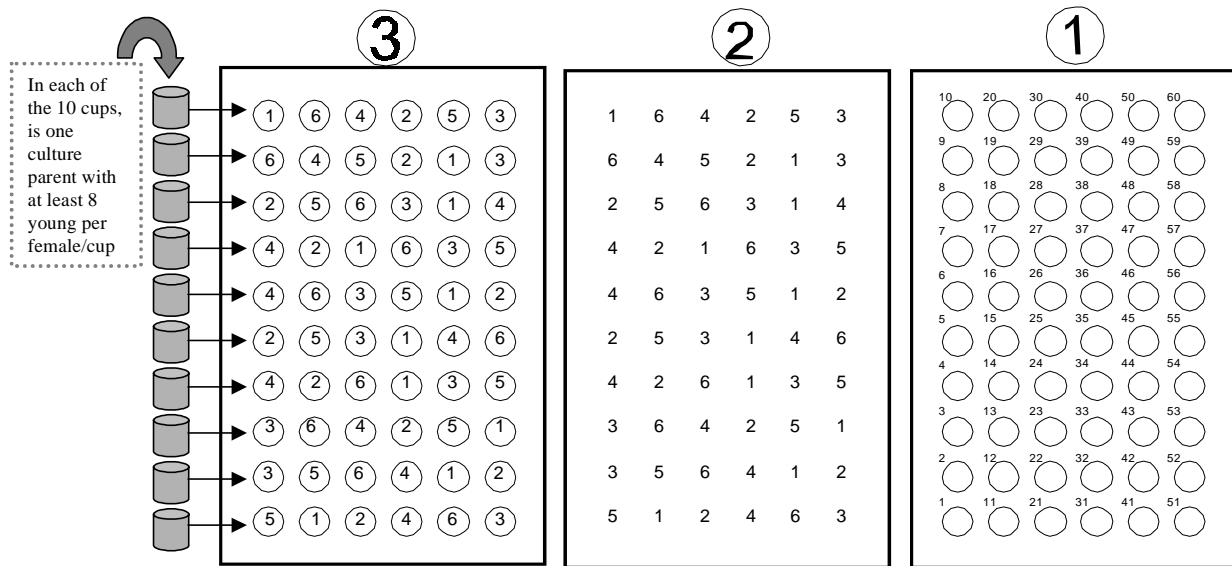 3
2
1
In each of
the 10 cups,
is one
culture
parent with
at least 8
young per
female/cup
1 6 4 2 5 3
6 4 5 2 1 3
2 5 6 3 1 4
4 2 1 6 3 5
4 6 3 5 1 2
2 5 3 1 4 6
4 2 6 1 3 5
3 6 4 2 5 1
3 5 6 4 1 2
5 1 2 4 6 3
1 6 4 2 5 3
6 4 5 2 1 3
2 5 6 3 1 4
4 2 1 6 3 5
4 6 3 5 1 2
2 5 3 1 4 6
4 2 6 1 3 5
3 6 4 2 5 1
3 5 6 4 1 2
5 1 2 4 6 3
10 20 30 40 50 60
9 19 29 39 49 59
8 18 28 38 48 58
7 17 27 37 47 57
6 16 26 36 46 56
5 15 25 35 45 55
4 14 24 34 44 54
3 13 23 33 43 53
2 12 22 32 42 52
1 11 21 31 41 51